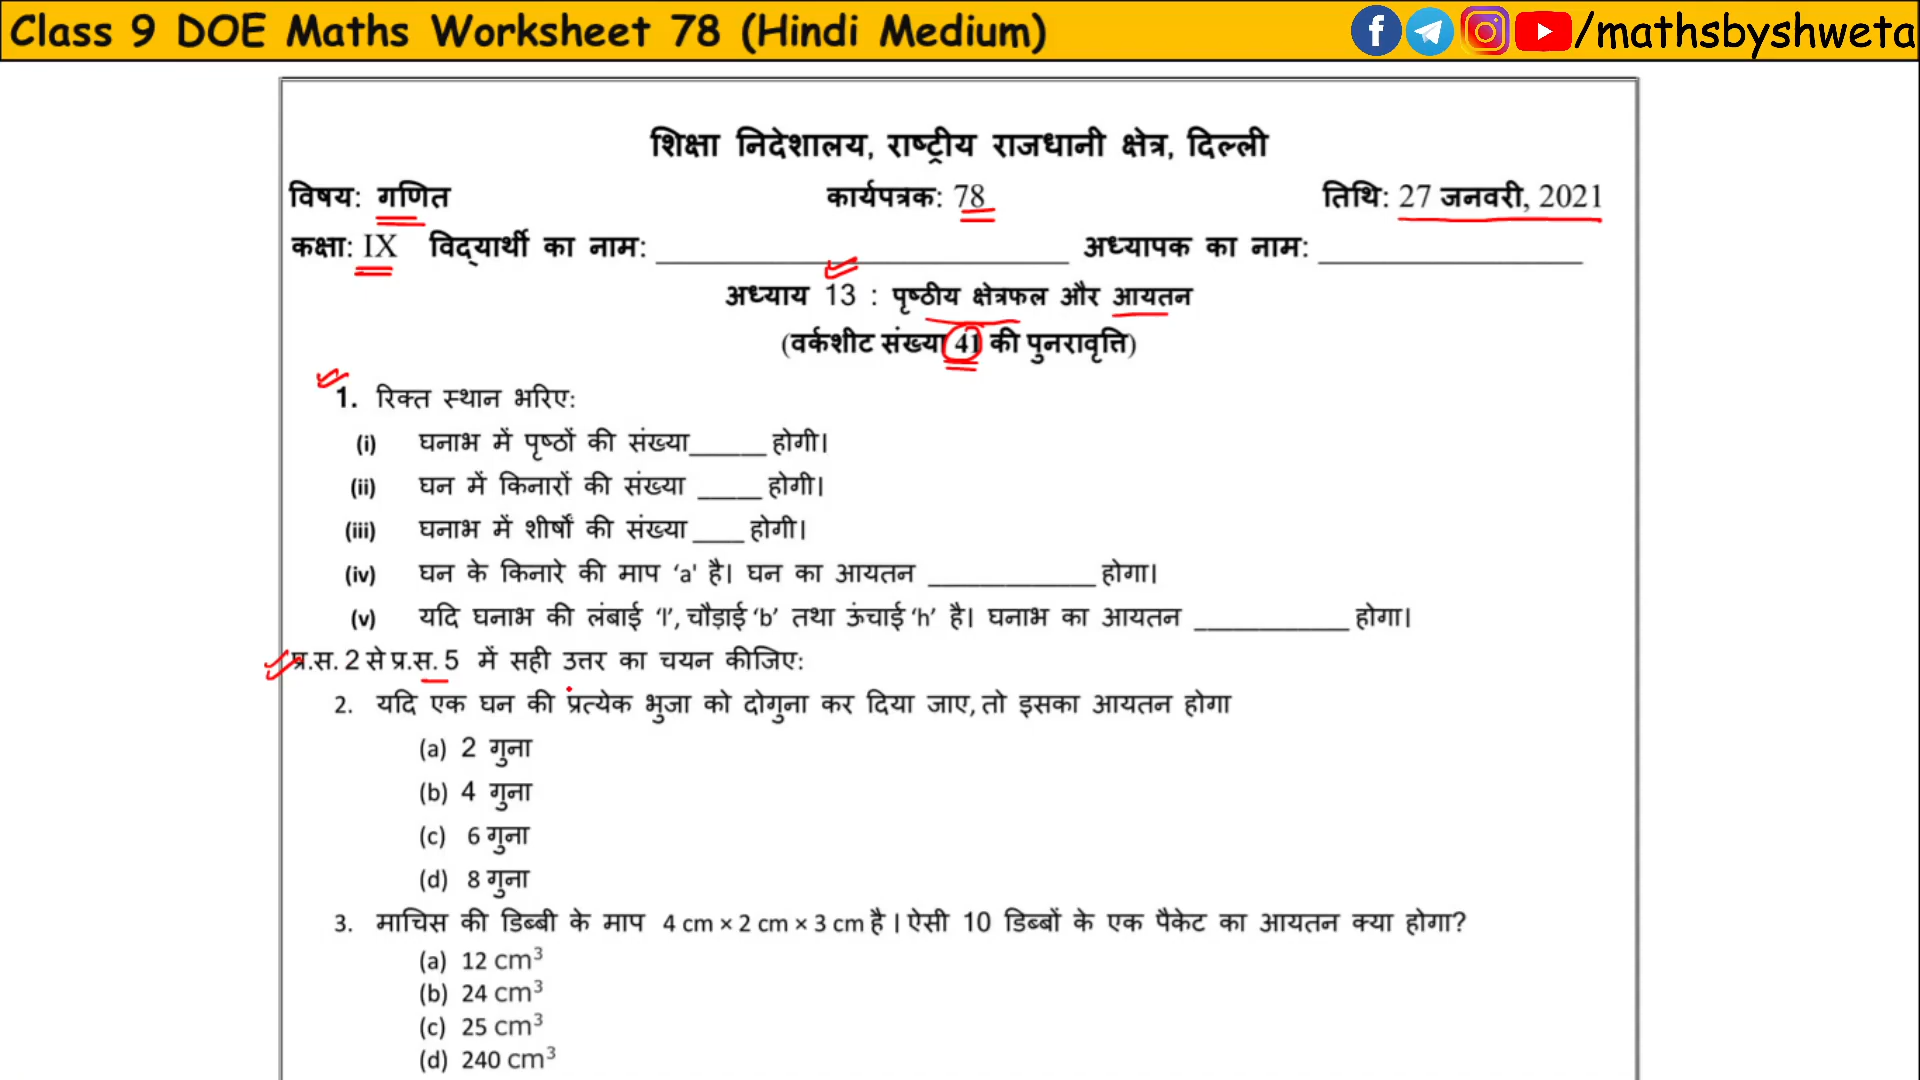 Class 9 DOE Maths Worksheet 78 (Hindi Medium)
/mathsbyshweta
शिक्षा निदेशालय, राष्ट्रीय राजधानी क्षेत्र, दिल्ली
विषय: गणित कार्यपत्रक: 78 तिथि: 27 जनवरी, 2021
कक्षा: IX विद्यार्थी का नाम: ____________________ अध्यापक का नाम: ____________________
अध्याय 13 : पृष्ठीय क्षेत्रफल और आयतन
(वर्कशीट संख्या 41 की पुनरावृत्ति)
1. रिक्त स्थान भरिए:
(i) घनाभ में पृष्ठों की संख्या______ होगी।
(ii) घन में किनारों की संख्या _____ होगी।
(iii) घनाभ में शीर्षों की संख्या ____ होगी।
(iv) घन के किनारे की माप ‘a' है। घन का आयतन _____________ होगा।
(v) यदि घनाभ की लंबाई ‘l’, चौड़ाई ‘b’ तथा ऊंचाई ‘h’ है। घनाभ का आयतन ____________ होगा।
प्र.स. 2 से प्र.स. 5 में सही उत्तर का चयन कीजिए:
2. यदि एक घन की प्रत्येक भुजा को दोगुना कर दिया जाए, तो इसका आयतन होगा
(a) 2 गुना
(b) 4 गुना
(c) 6 गुना
(d) 8 गुना
3. माचिस की डिब्बी के माप 4 cm × 2 cm × 3 cm है । ऐसी 10 डिब्बों के एक पैकेट का आयतन क्या होगा?
(a) 12 cm³
(b) 24 cm³
(c) 25 cm³
(d) 240 cm³